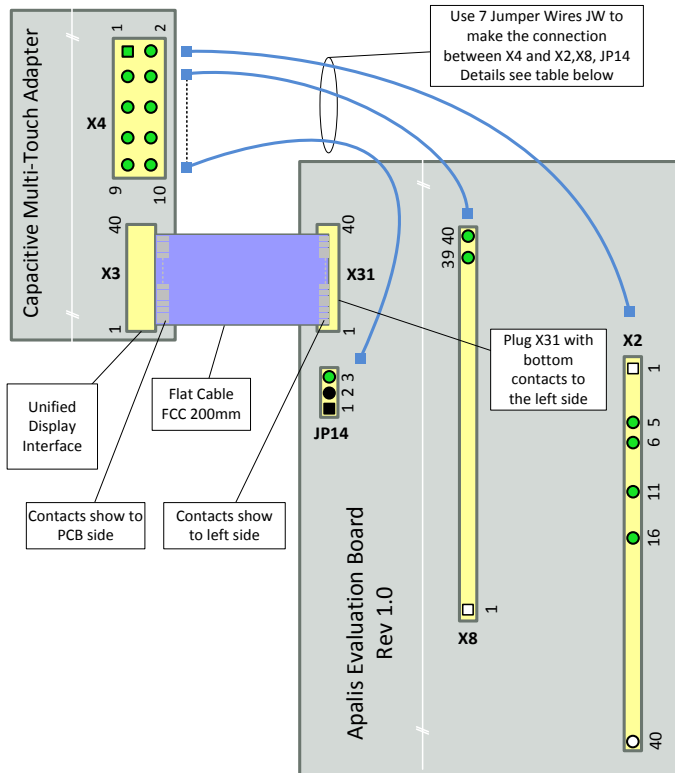 Use 7 Jumper Wires JW to
make the connection
between X4 and X2,X8, JP14
Details see table below
Capacitive Multi-Touch Adapter
1
2
X4
9
10
40
X3
1
40
X31
1
39 40
X8
1
X2
1
5
6
11
16
40
3
2
1
JP14
Plug X31 with
bottom
contacts to
the left side
Unified
Display
Interface
Flat Cable
FCC 200mm
Contacts show to
PCB side
Contacts show
to left side
Apalis Evaluation Board
Rev 1.0